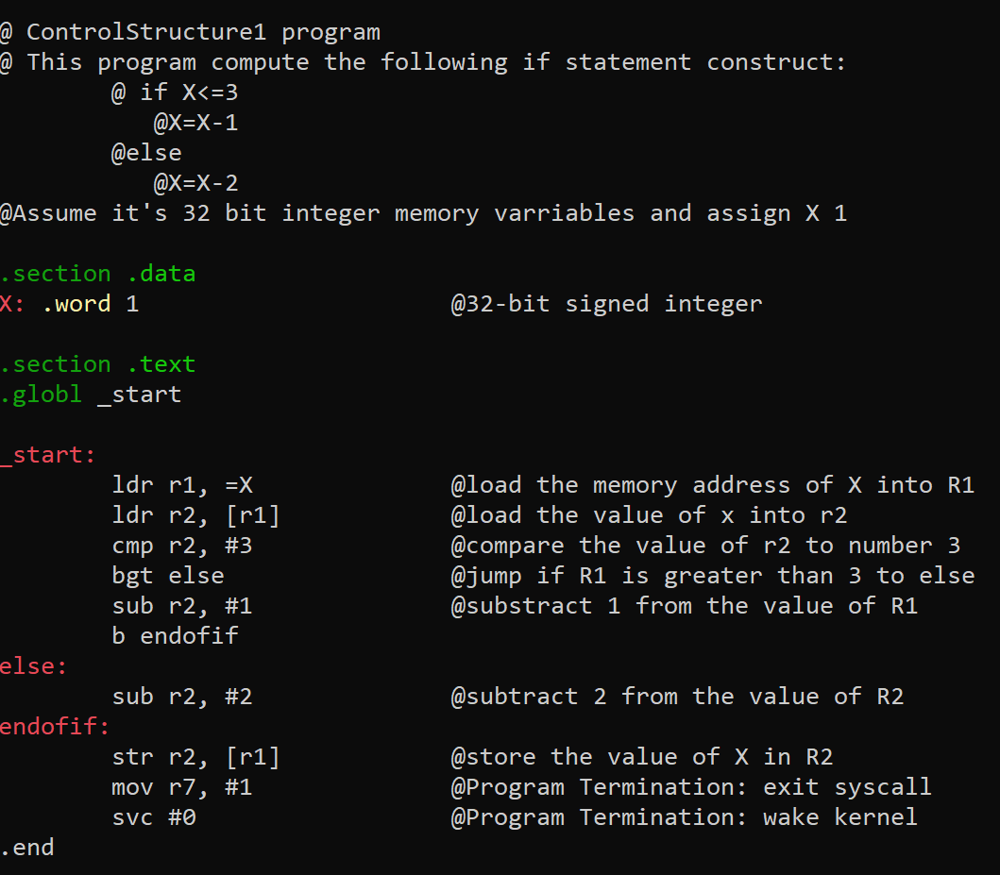 @ ControlStructure1 program
@ This program compute the following if statement construct:
@ if X<=3
@X=X-1
@else
@X=X-2
@Assume it's 32 bit integer memory varriables and assign X 1
.section .data
X: .word 1 @32-bit signed integer
.section .text
.globl _start
_start:
ldr r1, =X @load the memory address of X into R1
ldr r2, [r1] @load the value of x into r2
cmp r2, #3 @compare the value of r2 to number 3
bgt else @jump if R1 is greater than 3 to else
sub r2, #1 @substract 1 from the value of R1
b endofif
else:
sub r2, #2 @subtract 2 from the value of R2
endofif:
str r2, [r1] @store the value of X in R2
mov r7, #1 @Program Termination: exit syscall
svc #0 @Program Termination: wake kernel
.end